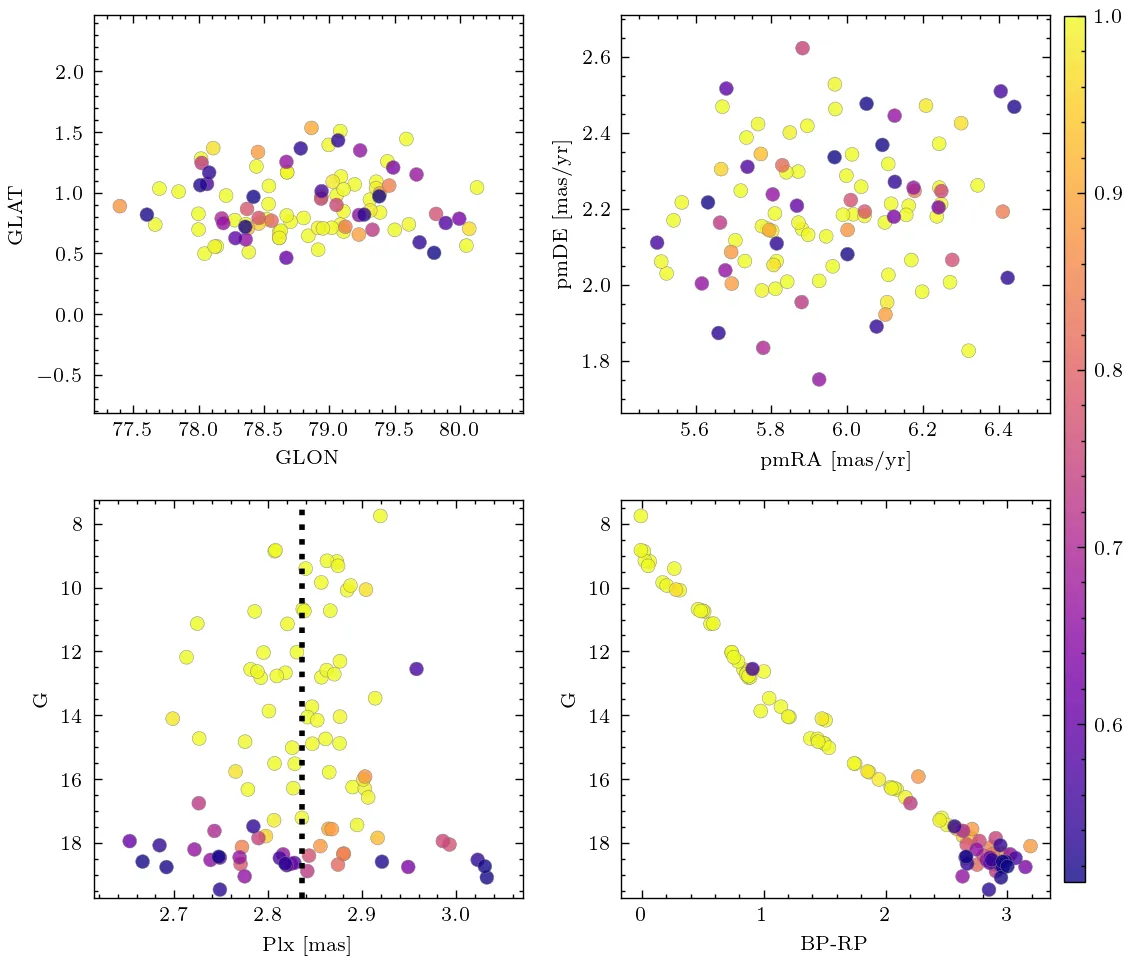 2.0
1.5
1.0
0.5
0.0
−0.5
GLAT
77.5 78.0 78.5 79.0 79.5 80.0
GLON
2.6
2.4
2.2
2.0
1.8
pmDE [mas/yr]
5.6 5.8 6.0 6.2 6.4
pmRA [mas/yr]
1.0
0.9
0.8
0.7
0.6
8
10
12
14
16
18
G
2.7 2.8 2.9 3.0
Plx [mas]
8
10
12
14
16
18
G
0 1 2 3
BP-RP